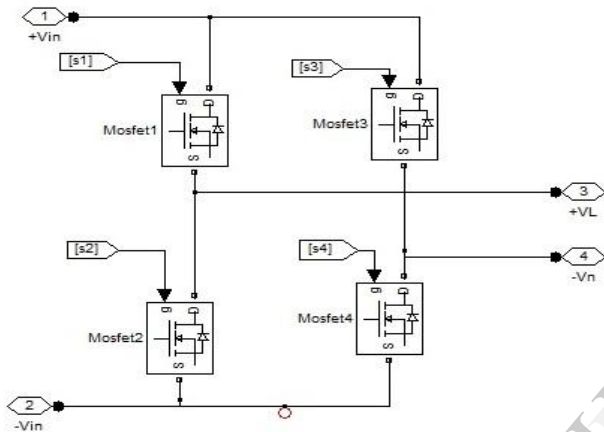 1
+Vin
[s1]
[s3]
g
D
Mosfet1
S
g
D
Mosfet3
S
3
+VL
[s2]
[s4]
4
-Vn
g
D
Mosfet2
S
g
D
Mosfet4
S
2
-Vin